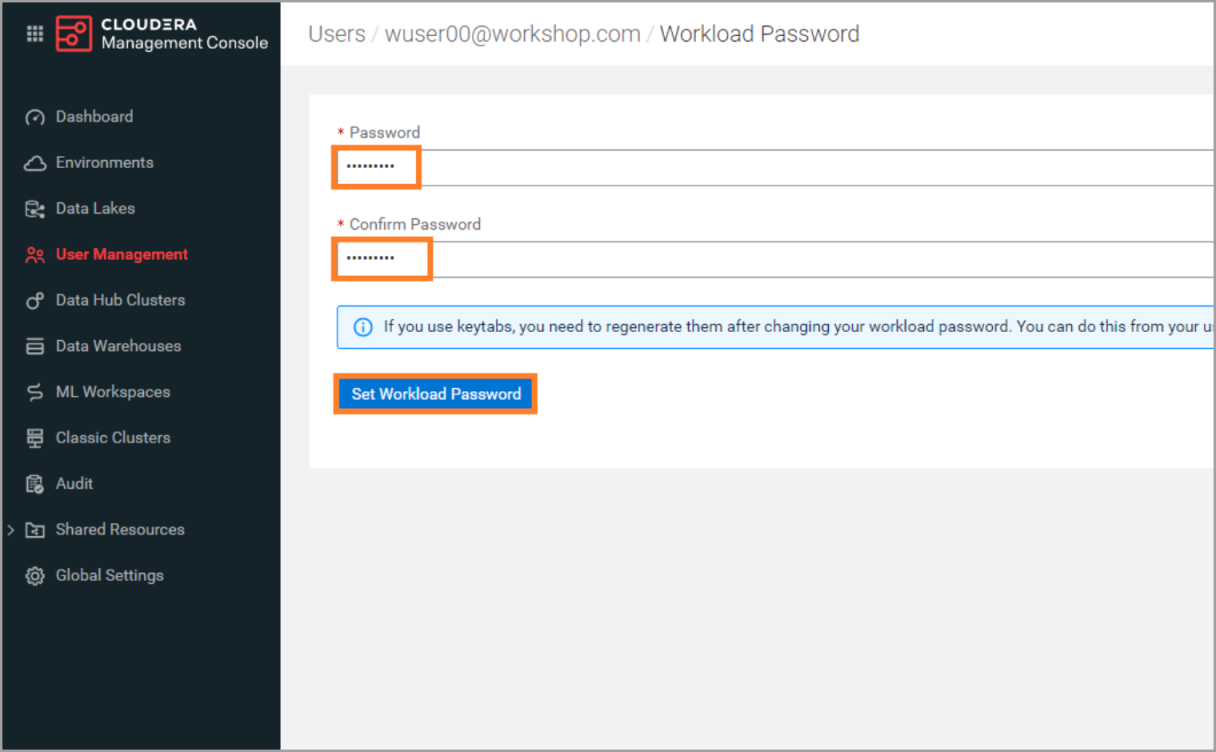 CLOUDERA
Management Console
Dashboard
Environments
Data Lakes
User Management
Data Hub Clusters
Data Warehouses
ML Workspaces
Classic Clusters
Audit
Shared Resources
Global Settings
Users / wuser00@workshop.com / Workload Password
* Password
•••••••••
* Confirm Password
•••••••••
If you use keytabs, you need to regenerate them after changing your workload password. You can do this from your
Set Workload Password